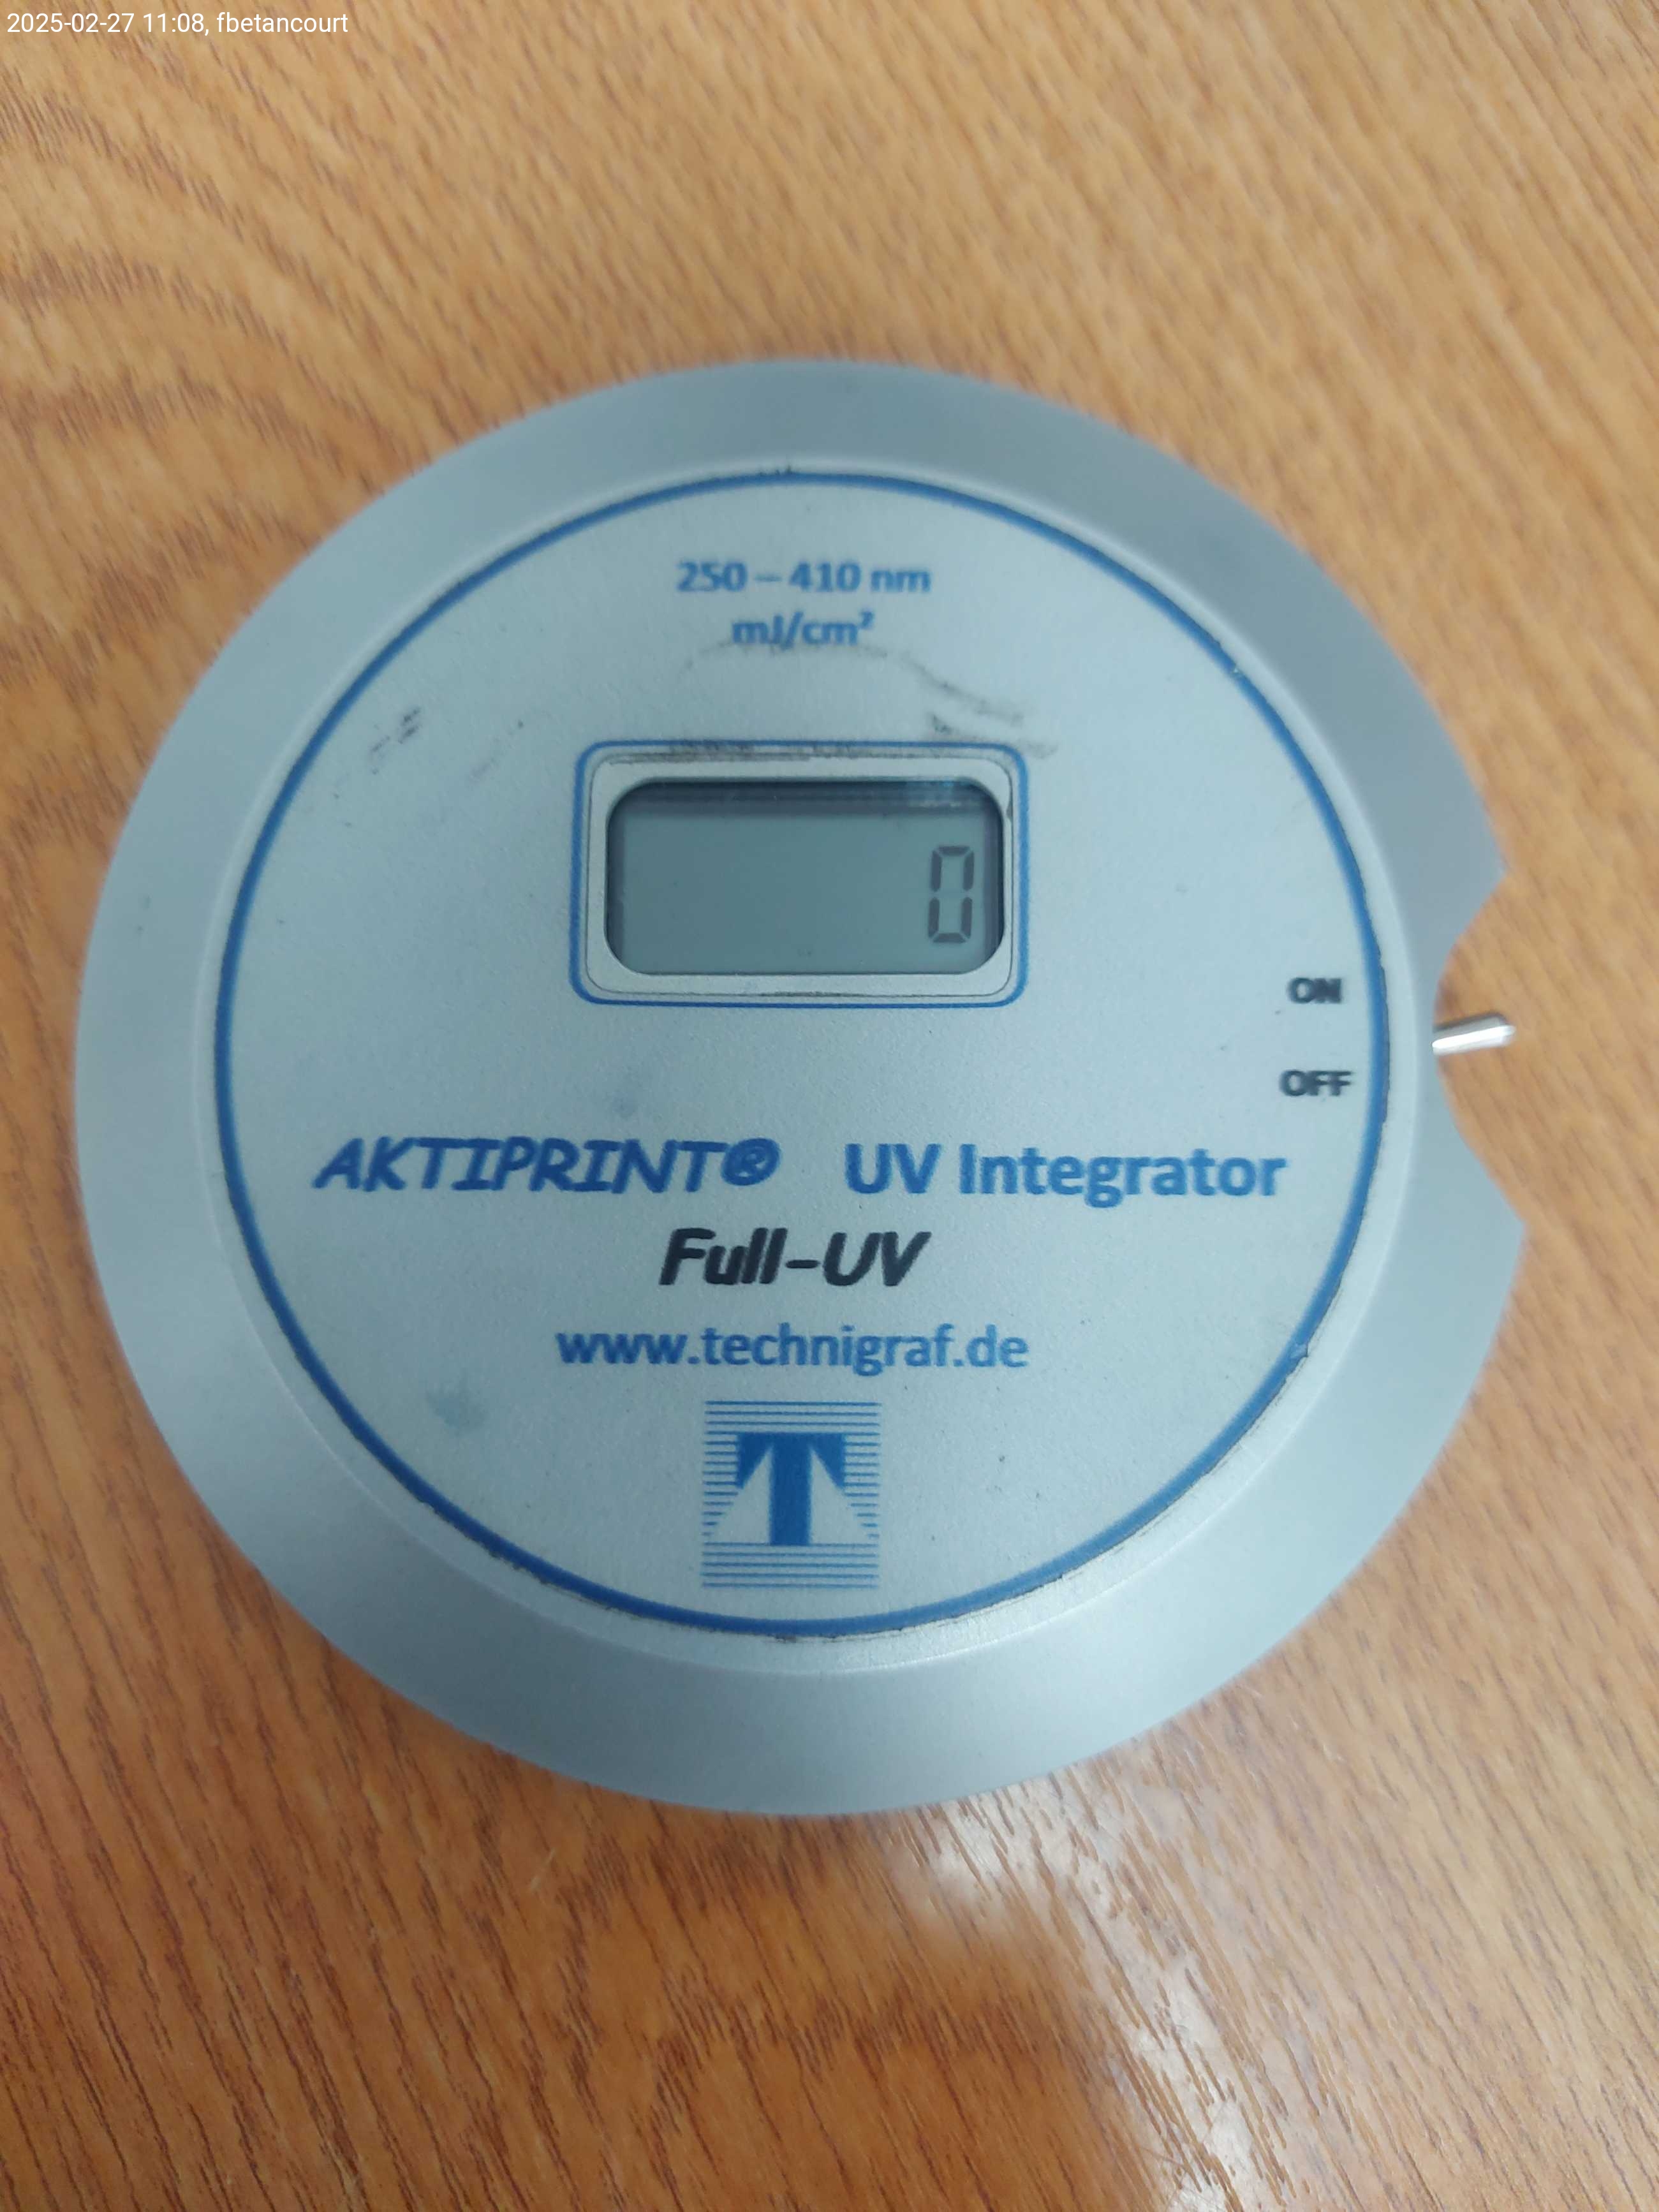 2025-02-27 11:08, fbetancourt
250 – 410 nm
mJ/cm²
0
ON
OFF
AKTIPRINT® UV Integrator
Full-UV
www.technigraf.de
T